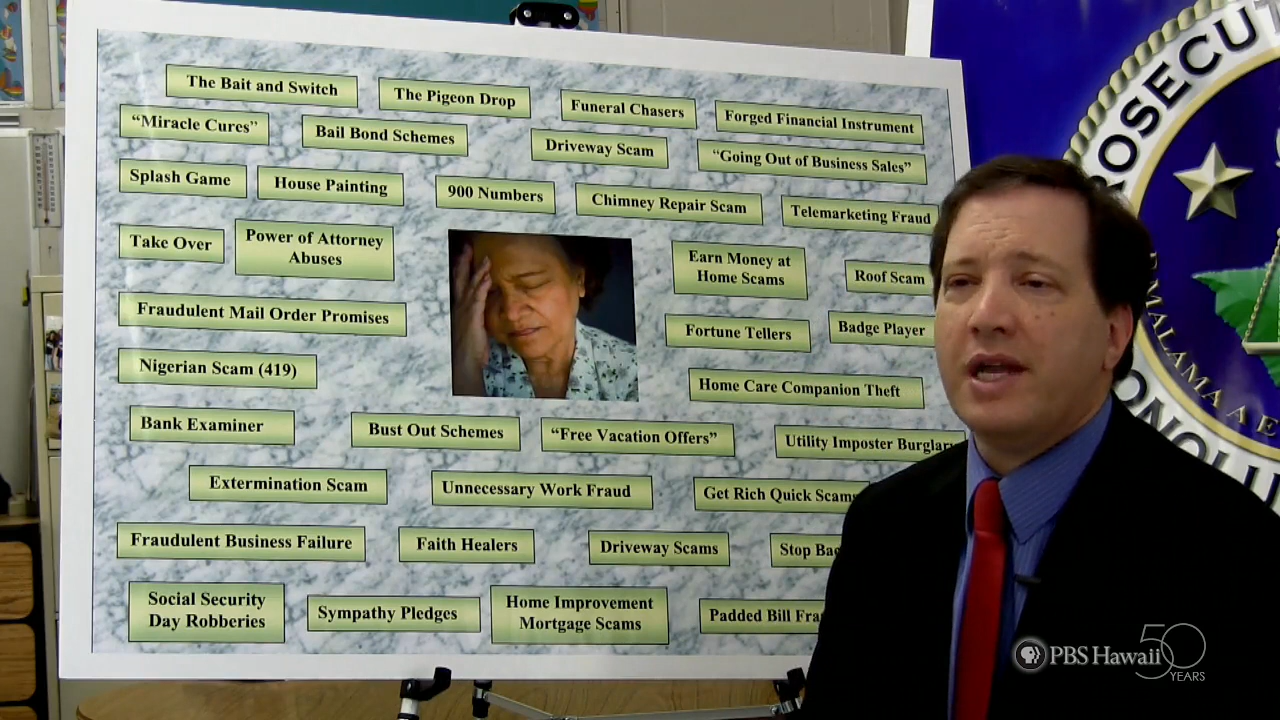 The Bait and Switch
The Pigeon Drop
Funeral Chasers
Forged Financial Instrument
“Miracle Cures”
Bail Bond Schemes
Driveway Scam
“Going Out of Business Sales”
Splash Game
House Painting
900 Numbers
Chimney Repair Scam
Telemarketing Fraud
Take Over
Power of Attorney
Abuses
Earn Money at
Home Scams
Roof Scam
Fraudulent Mail Order Promises
Fortune Tellers
Badge Player
Nigerian Scam (419)
Home Care Companion Theft
Bank Examiner
Bust Out Schemes
“Free Vacation Offers”
Utility Imposter Burglary
Extermination Scam
Unnecessary Work Fraud
Get Rich Quick Scams
Fraudulent Business Failure
Faith Healers
Driveway Scams
Stop
Social Security
Day Robberies
Sympathy Pledges
Home Improvement
Mortgage Scams
Padded Bill
PBS Hawaii 50
YEARS